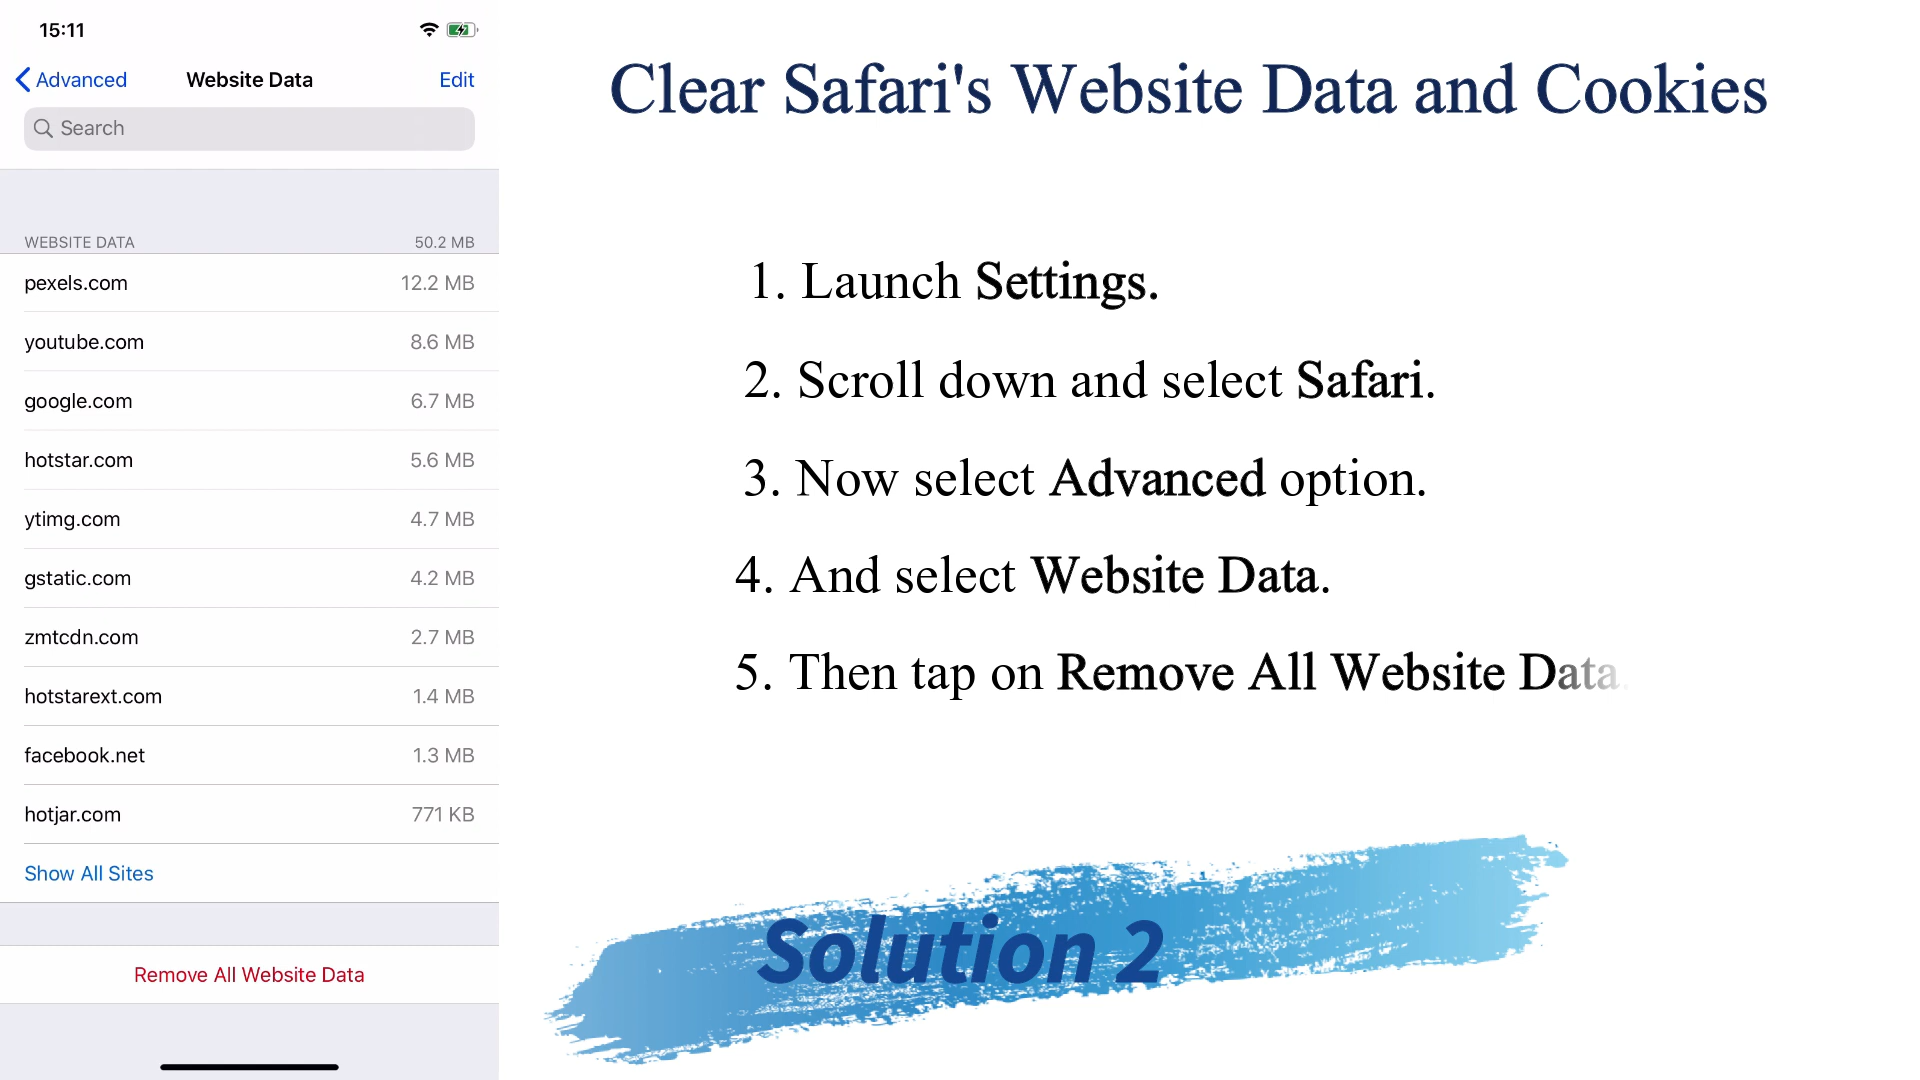 15:11
Advanced
Website Data
Edit
Search
WEBSITE DATA 50.2 MB
pexels.com 12.2 MB
youtube.com 8.6 MB
google.com 6.7 MB
hotstar.com 5.6 MB
ytimg.com 4.7 MB
gstatic.com 4.2 MB
zmtcdn.com 2.7 MB
hotstarext.com 1.4 MB
facebook.net 1.3 MB
hotjar.com 771 KB
Show All Sites
Remove All Website Data
Clear Safari's Website Data and Cookies
1. Launch Settings.
2. Scroll down and select Safari.
3. Now select Advanced option.
4. And select Website Data.
5. Then tap on Remove All Website Data.
Solution 2